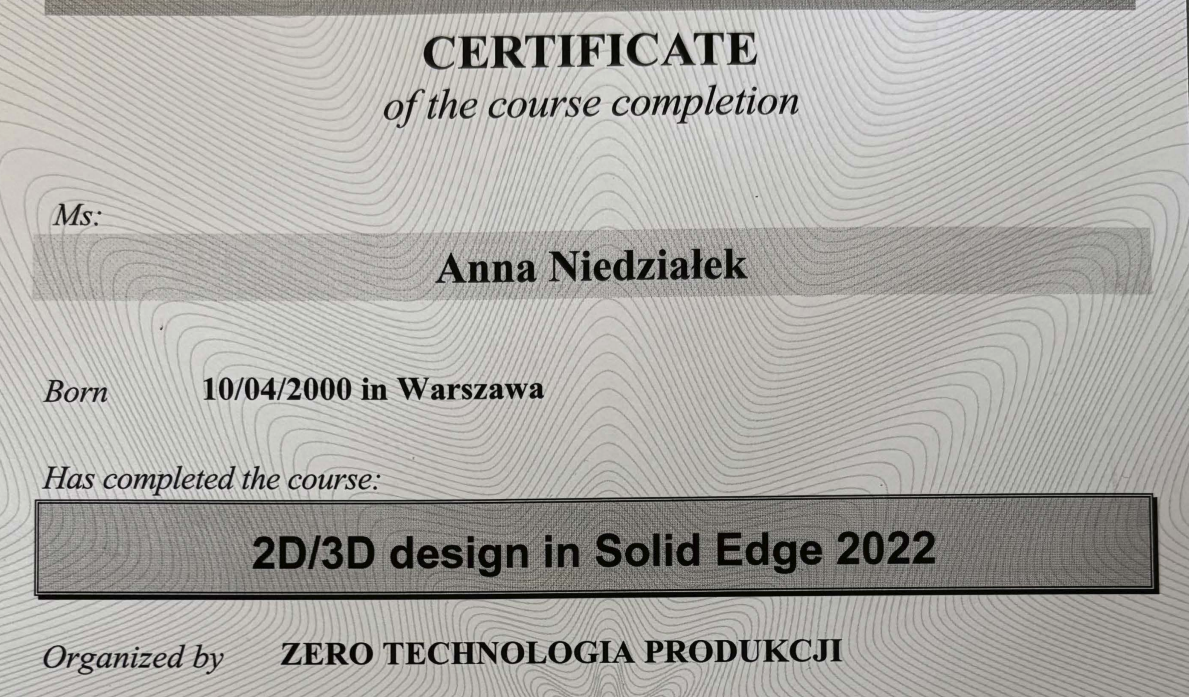 CERTIFICATE
of the course completion
Ms:
Anna Niedziałek
Born 10/04/2000 in Warszawa
Has completed the course:
2D/3D design in Solid Edge 2022
Organized by ZERO TECHNOLOGIA PRODUKCJI